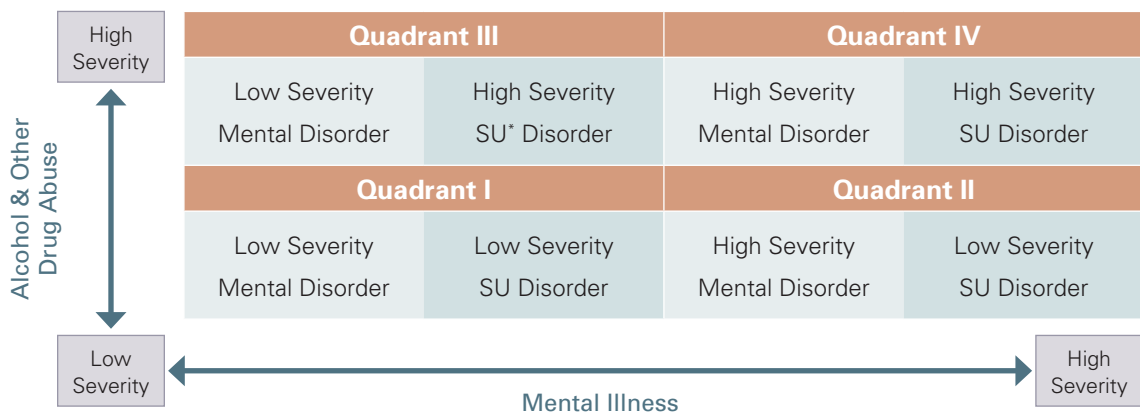 High
Severity
Alcohol & Other
Drug Abuse
Quadrant III
Quadrant IV
Low Severity
Mental Disorder
High Severity
SU* Disorder
High Severity
Mental Disorder
High Severity
SU Disorder
Quadrant I
Quadrant II
Low Severity
Mental Disorder
Low Severity
SU Disorder
High Severity
Mental Disorder
Low Severity
SU Disorder
Low
Severity
High
Severity
Mental Illness